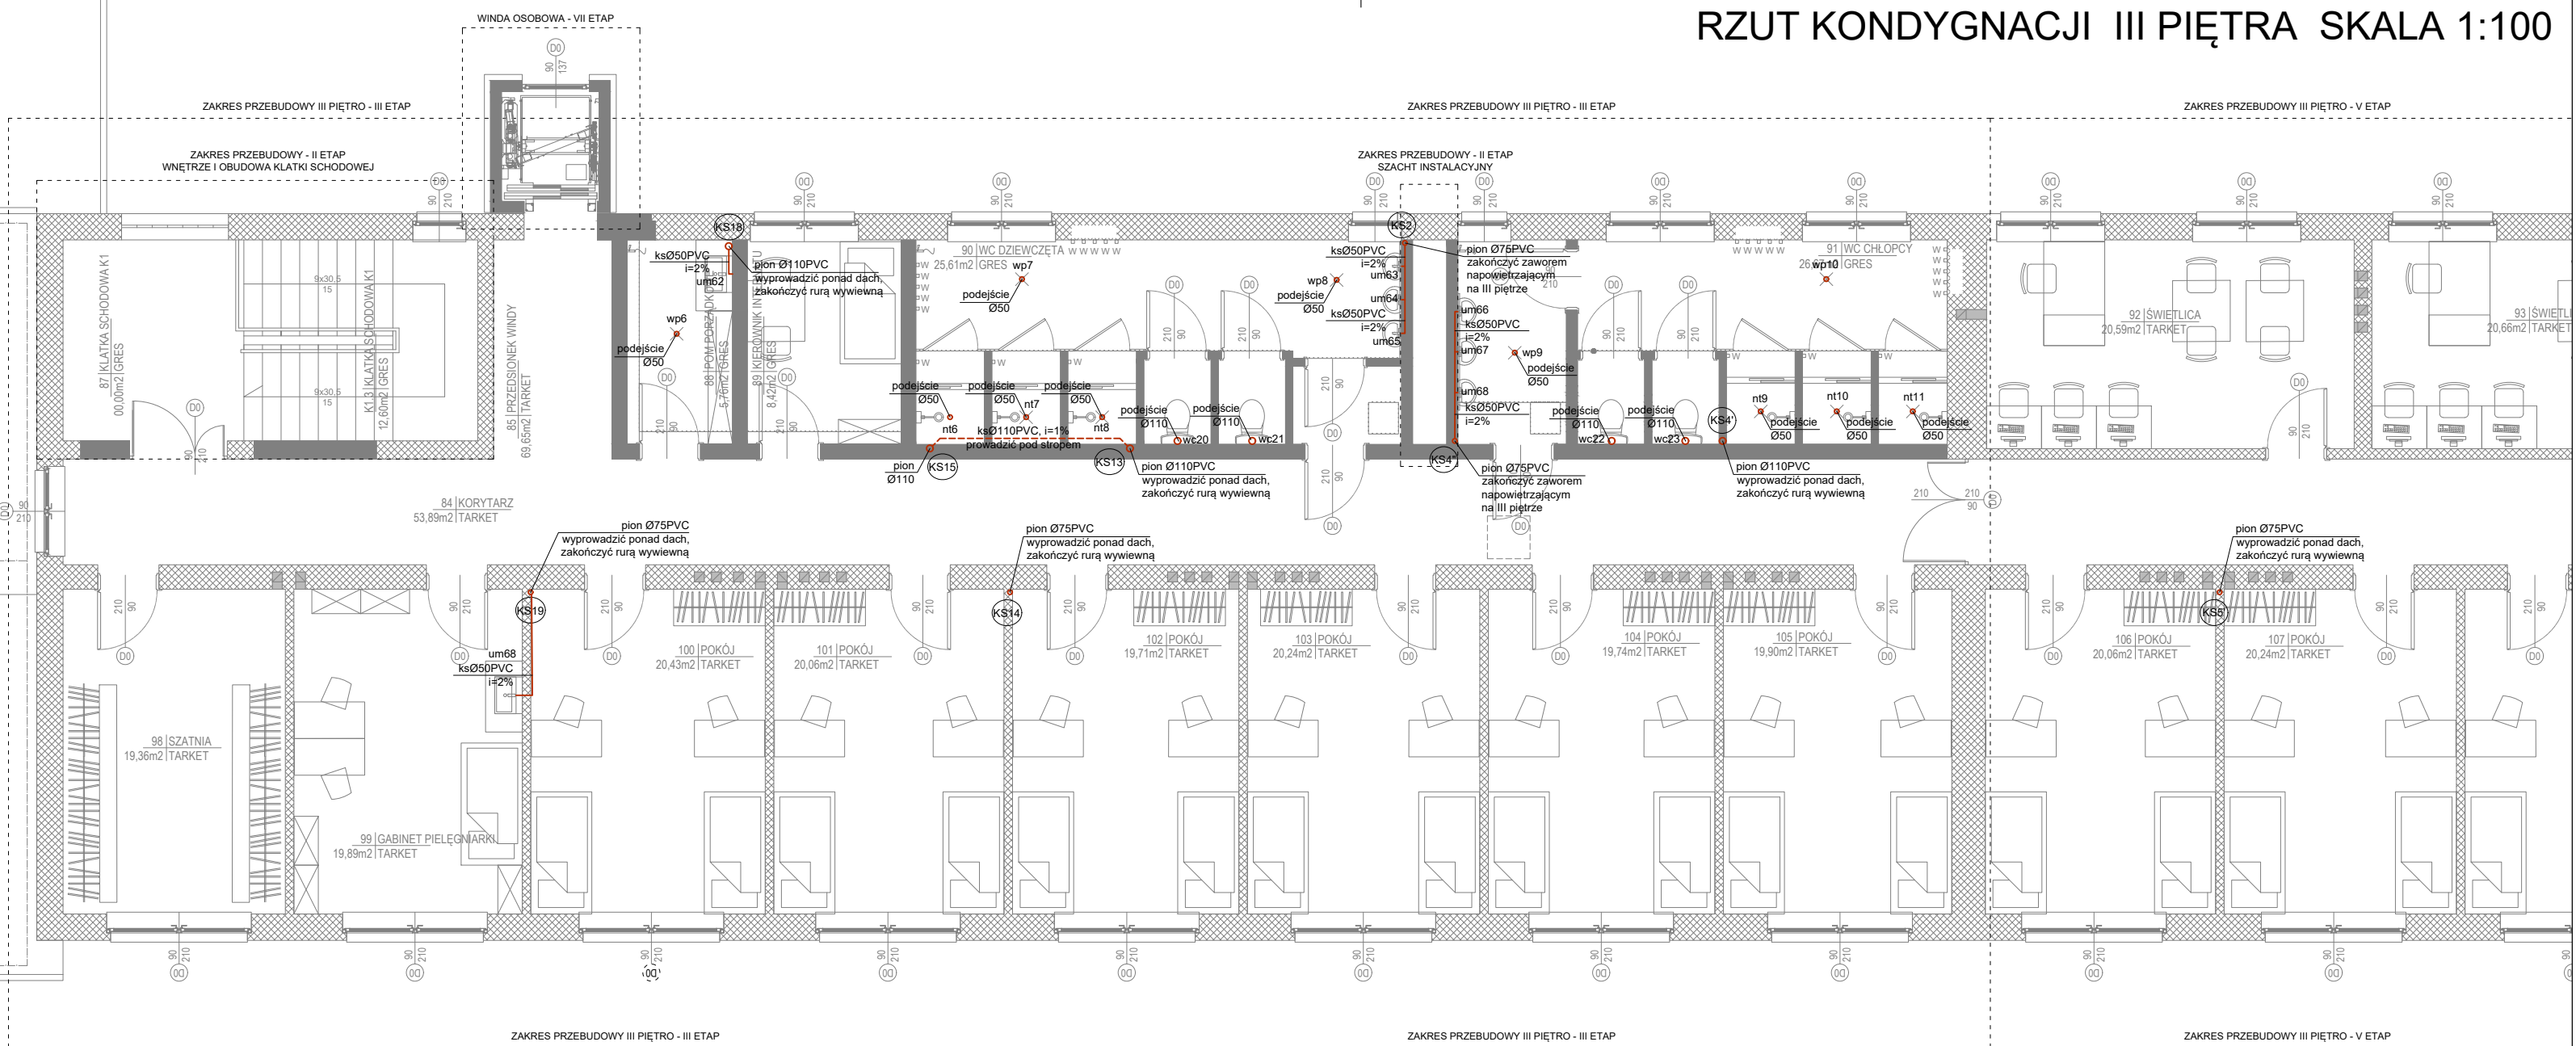 RZUT KONDYGNACJI III PIĘTRA SKALA 1:100
WINDA OSOBOWA - VII ETAP
ZAKRES PRZEBUDOWY III PIĘTRO - III ETAP
ZAKRES PRZEBUDOWY III PIĘTRO - III ETAP
ZAKRES PRZEBUDOWY III PIĘTRO - V ETAP
ZAKRES PRZEBUDOWY - II ETAP
WNĘTRZE I OBUDOWA KLATKI SCHODOWEJ
ZAKRES PRZEBUDOWY - II ETAP
SZACHT INSTALACYJNY
87 KLATKA SCHODOWA K1
00,00m2 GRES
9x30,5
15
9x30,5
15
K1.3 KLATKA SCHODOWA K1
12,60m2 GRES
85 PRZEDSIONEK WINDY
69,65m2 TARKET
KS18
ksØ50PVC
i=2%
um62
pion Ø110PVC
wyprowadzić ponad dach,
zakończyć rurą wywiewną
wp6
podejście
Ø50
5,76m2 GRES
8,42m2 GRES
90 WC DZIEWCZĘTA
25,61m2 GRES
wp7
podejście
Ø50
wp8
podejście
Ø50
KS2
ksØ50PVC
i=2%
um63
um64
ksØ50PVC
i=2%
um65
pion Ø75PVC
zakończyć zaworem
napowietrzającym
na III piętrze
um66
ksØ50PVC
i=2%
um67
wp9
podejście
Ø50
um68
ksØ50PVC
i=2%
91 WC CHŁOPCY
wp10
92 ŚWIETLICA
20,59m2 TARKET
20,66m2 TARKET
podejście
Ø50
podejście
Ø50
podejście
Ø50
nt6
nt7
nt8
ksØ110PVC, i=1%
prowadzić pod stropem
podejście
Ø110
wc20
podejście
Ø110
wc21
podejście
Ø110
wc22
podejście
Ø110
wc23
KS4'
nt9
podejście
Ø50
nt10
podejście
Ø50
nt11
podejście
Ø50
pion
Ø110
KS15
KS13
pion Ø110PVC
wyprowadzić ponad dach,
zakończyć rurą wywiewną
KS4"
pion Ø75PVC
zakończyć zaworem
napowietrzającym
na III piętrze
pion Ø110PVC
wyprowadzić ponad dach,
zakończyć rurą wywiewną
84 KORYTARZ
53,89m2 TARKET
pion Ø75PVC
wyprowadzić ponad dach,
zakończyć rurą wywiewną
pion Ø75PVC
wyprowadzić ponad dach,
zakończyć rurą wywiewną
pion Ø75PVC
wyprowadzić ponad dach,
zakończyć rurą wywiewną
KS19
KS14
KS5'
um68
ksØ50PVC
i=2%
100 POKÓJ
20,43m2 TARKET
101 POKÓJ
20,06m2 TARKET
102 POKÓJ
19,71m2 TARKET
103 POKÓJ
20,24m2 TARKET
104 POKÓJ
19,74m2 TARKET
105 POKÓJ
19,90m2 TARKET
106 POKÓJ
20,06m2 TARKET
107 POKÓJ
20,24m2 TARKET
98 SZATNIA
19,36m2 TARKET
99 GABINET PIELĘGNIARKI
19,89m2 TARKET
ZAKRES PRZEBUDOWY III PIĘTRO - III ETAP
ZAKRES PRZEBUDOWY III PIĘTRO - III ETAP
ZAKRES PRZEBUDOWY III PIĘTRO - V ETAP